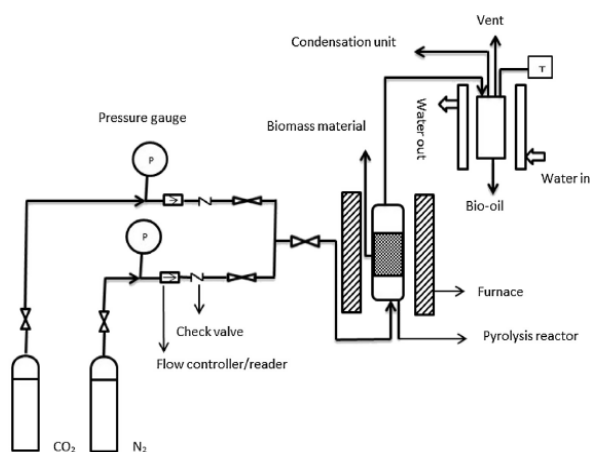 Vent
Condensation unit
T
Pressure gauge
Biomass material
Water out
P
Water in
Bio-oil
P
Furnace
Check valve
Pyrolysis reactor
Flow controller/reader
CO₂
N₂